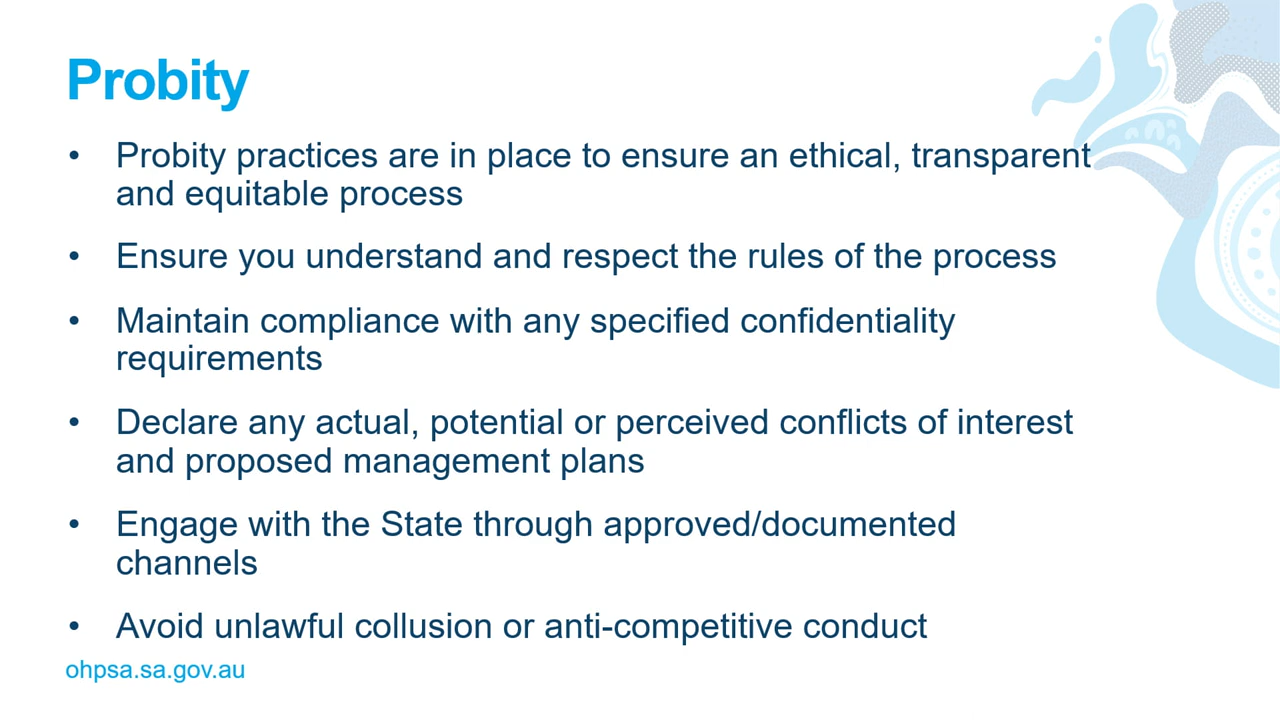 Probity
• Probity practices are in place to ensure an ethical, transparent
and equitable process
• Ensure you understand and respect the rules of the process
• Maintain compliance with any specified confidentiality
requirements
• Declare any actual, potential or perceived conflicts of interest
and proposed management plans
• Engage with the State through approved/documented
channels
• Avoid unlawful collusion or anti-competitive conduct
ohpsa.sa.gov.au